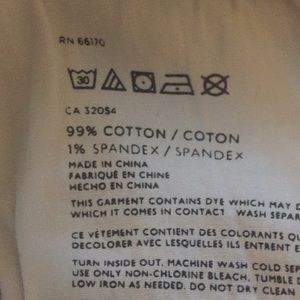 RN 66170
30
CA 32054
99% COTTON / COTON
1% SPANDEX / SPANDEX
MADE IN CHINA
FABRIQUÉ EN CHINE
HECHO EN CHINA
THIS GARMENT CONTAINS DYE WHICH MAY
WHICH IT COMES IN CONTACT WASH
CE VÊTEMENT CONTIENT DES COLORANTS
DECOLORER AVEC LESQUELLES ILS ENTRENT
TURN INSIDE OUT. MACHINE WASH COLD
USE ONLY NON-CHLORINE BLEACH, TUMBLE
LOW IRON AS NEEDED. DO NOT DRY CLEAN